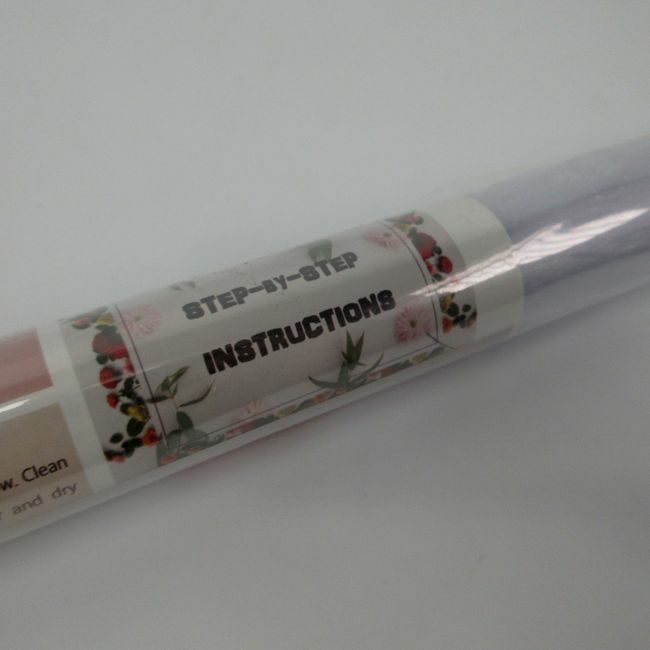 STEP-BY-STEP
INSTRUCTIONS
w. Clean
and dry